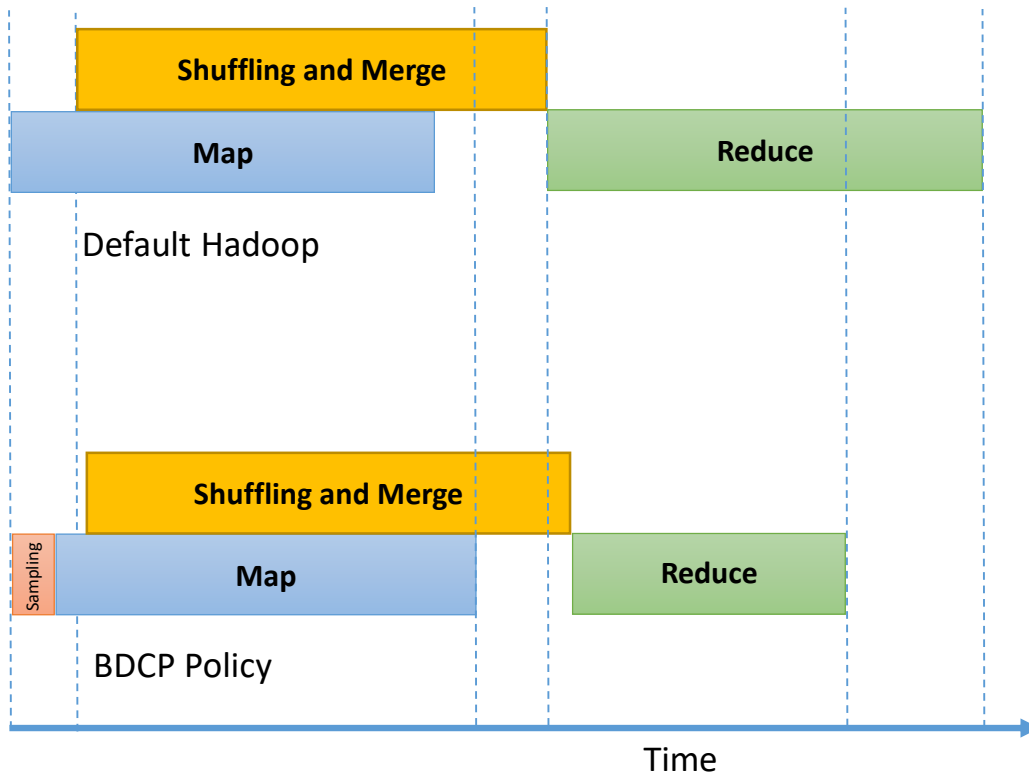 Shuffling and Merge
Map
Reduce
Default Hadoop
Shuffling and Merge
Sampling
Map
Reduce
BDCP Policy
Time